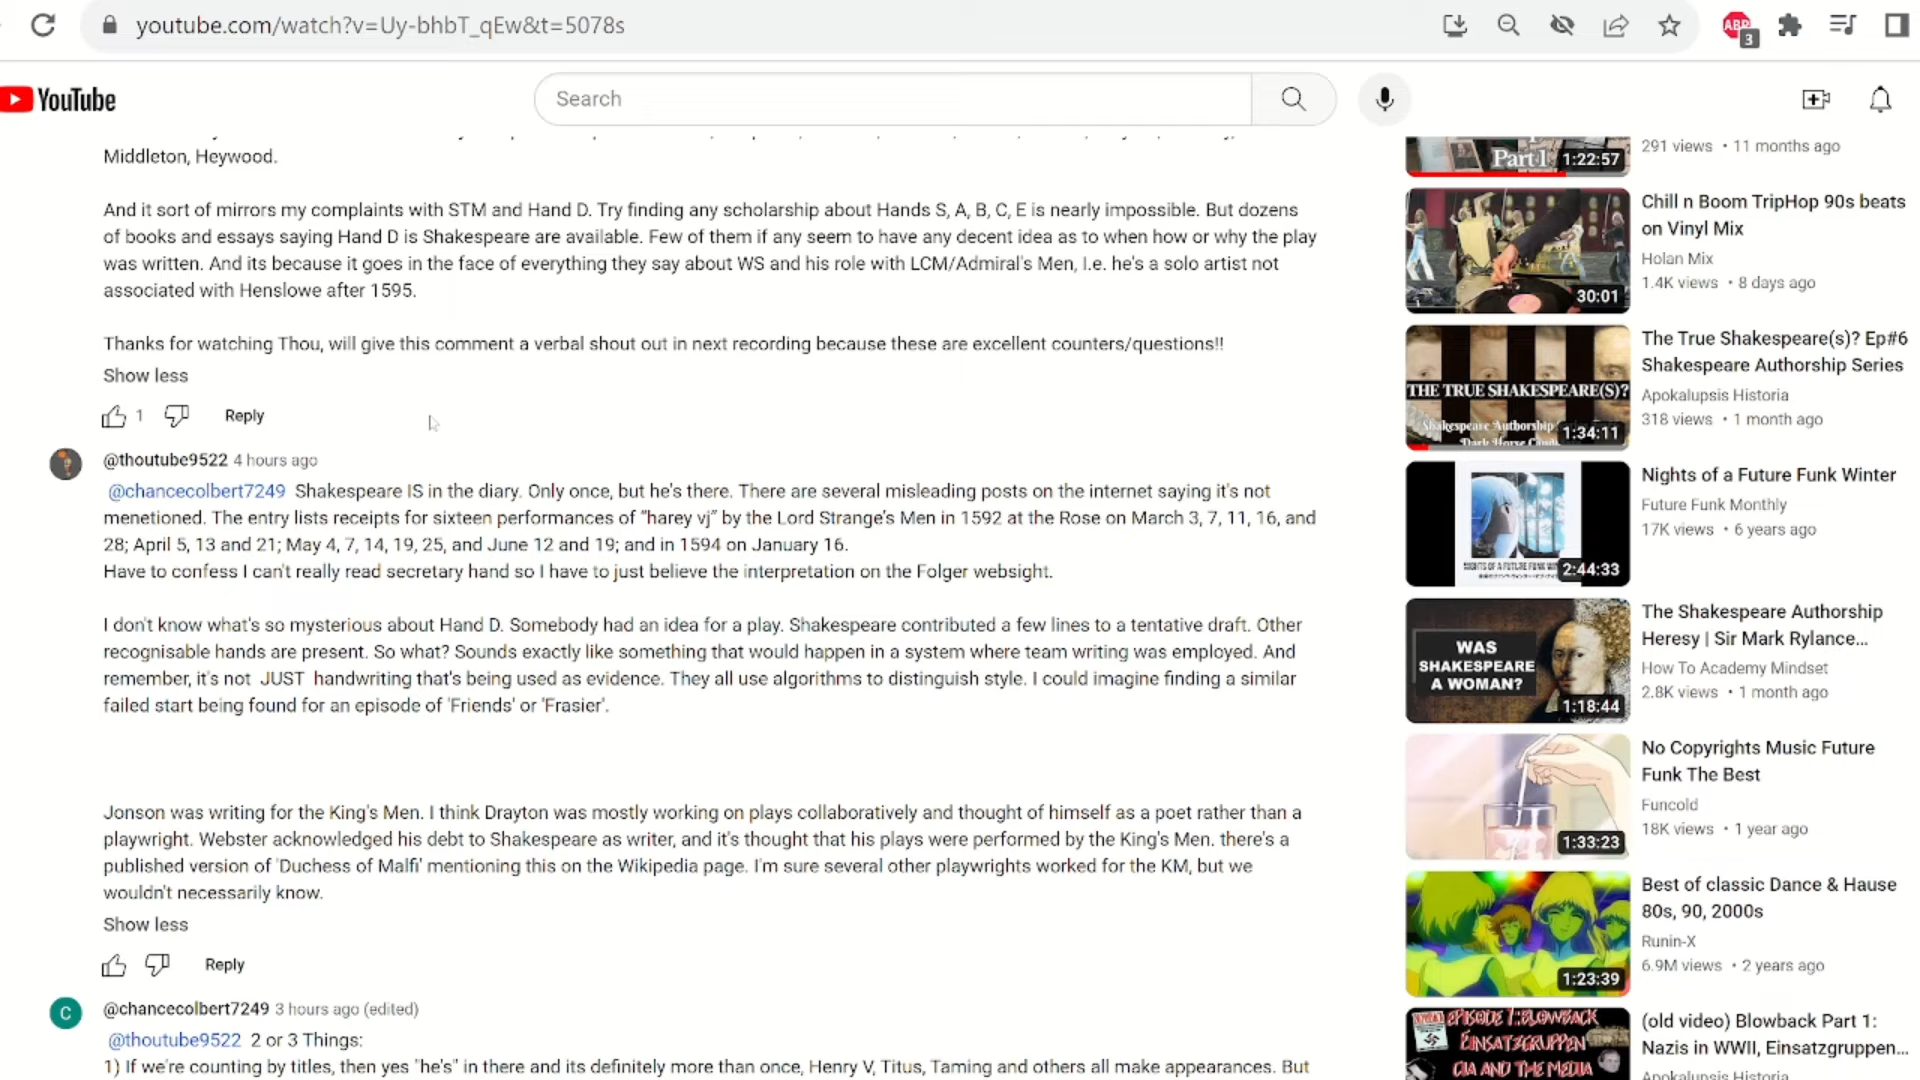 youtube.com/watch?v=Uy-bhbT_qEw&t=5078s
ABP
3
YouTube
Search
Middleton, Heywood.
And it sort of mirrors my complaints with STM and Hand D. Try finding any scholarship about Hands S, A, B, C, E is nearly impossible. But dozens
of books and essays saying Hand D is Shakespeare are available. Few of them if any seem to have any decent idea as to when how or why the play
was written. And its because it goes in the face of everything they say about WS and his role with LCM/Admiral's Men, I.e. he's a solo artist not
associated with Henslowe after 1595.
Thanks for watching Thou, will give this comment a verbal shout out in next recording because these are excellent counters/questions!!
Show less
1
Reply
@thoutube9522 4 hours ago
@chancecolbert7249 Shakespeare IS in the diary. Only once, but he's there. There are several misleading posts on the internet saying it's not
menetioned. The entry lists receipts for sixteen performances of "harey vj" by the Lord Strange's Men in 1592 at the Rose on March 3, 7, 11, 16, and
28; April 5, 13 and 21; May 4, 7, 14, 19, 25, and June 12 and 19; and in 1594 on January 16.
Have to confess I can't really read secretary hand so I have to just believe the interpretation on the Folger websight.
I don't know what's so mysterious about Hand D. Somebody had an idea for a play. Shakespeare contributed a few lines to a tentative draft. Other
recognisable hands are present. So what? Sounds exactly like something that would happen in a system where team writing was employed. And
remember, it's not JUST handwriting that's being used as evidence. They all use algorithms to distinguish style. I could imagine finding a similar
failed start being found for an episode of 'Friends' or 'Frasier'.
Jonson was writing for the King's Men. I think Drayton was mostly working on plays collaboratively and thought of himself as a poet rather than a
playwright. Webster acknowledged his debt to Shakespeare as writer, and it's thought that his plays were performed by the King's Men. there's a
published version of 'Duchess of Malfi' mentioning this on the Wikipedia page. I'm sure several other playwrights worked for the KM, but we
wouldn't necessarily know.
Show less
Reply
C
@chancecolbert7249 3 hours ago (edited)
@thoutube9522 2 or 3 Things:
1) If we're counting by titles, then yes "he's" in there and its definitely more than once, Henry V, Titus, Taming and others all make appearances. But
Part 1
1:22:57
291 views • 11 months ago
30:01
Chill n Boom TripHop 90s beats
on Vinyl Mix
Holan Mix
1.4K views • 8 days ago
THE TRUE SHAKESPEARE(S)?
Shakespeare Authorship
Dark Horse
1:34:11
The True Shakespeare(s)? Ep#6
Shakespeare Authorship Series
Apokalupsis Historia
318 views • 1 month ago
2:44:33
Nights of a Future Funk Winter
Future Funk Monthly
17K views • 6 years ago
WAS
SHAKESPEARE
A WOMAN?
1:18:44
The Shakespeare Authorship
Heresy | Sir Mark Rylance...
How To Academy Mindset
2.8K views • 1 month ago
1:33:23
No Copyrights Music Future
Funk The Best
Funcold
18K views • 1 year ago
1:23:39
Best of classic Dance & Hause
80s, 90, 2000s
Runin-X
6.9M views • 2 years ago
EPISODE 1: BLOWBACK
EINSATZGRUPPEN
CIA AND THE MEDIA
(old video) Blowback Part 1:
Nazis in WWII, Einsatzgruppen...
Apokalupsis Historia